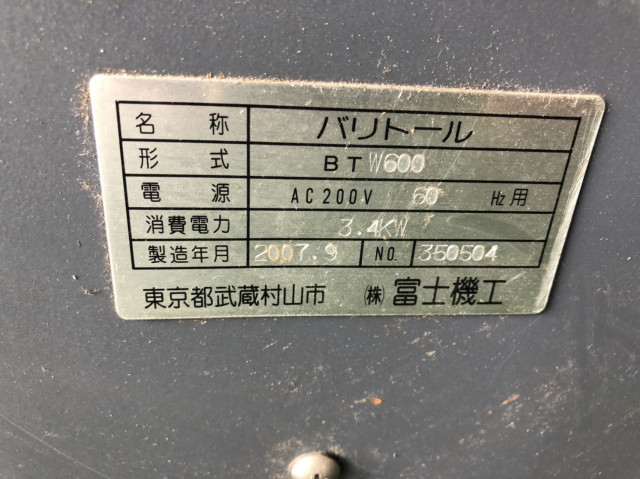 名称 バリトール
形式 BT W600
電源 AC200V 60 Hz用
消費電力 3.4KW
製造年月 2007.9 NO. 350504
東京都武蔵村山市 ㈱ 富士機工